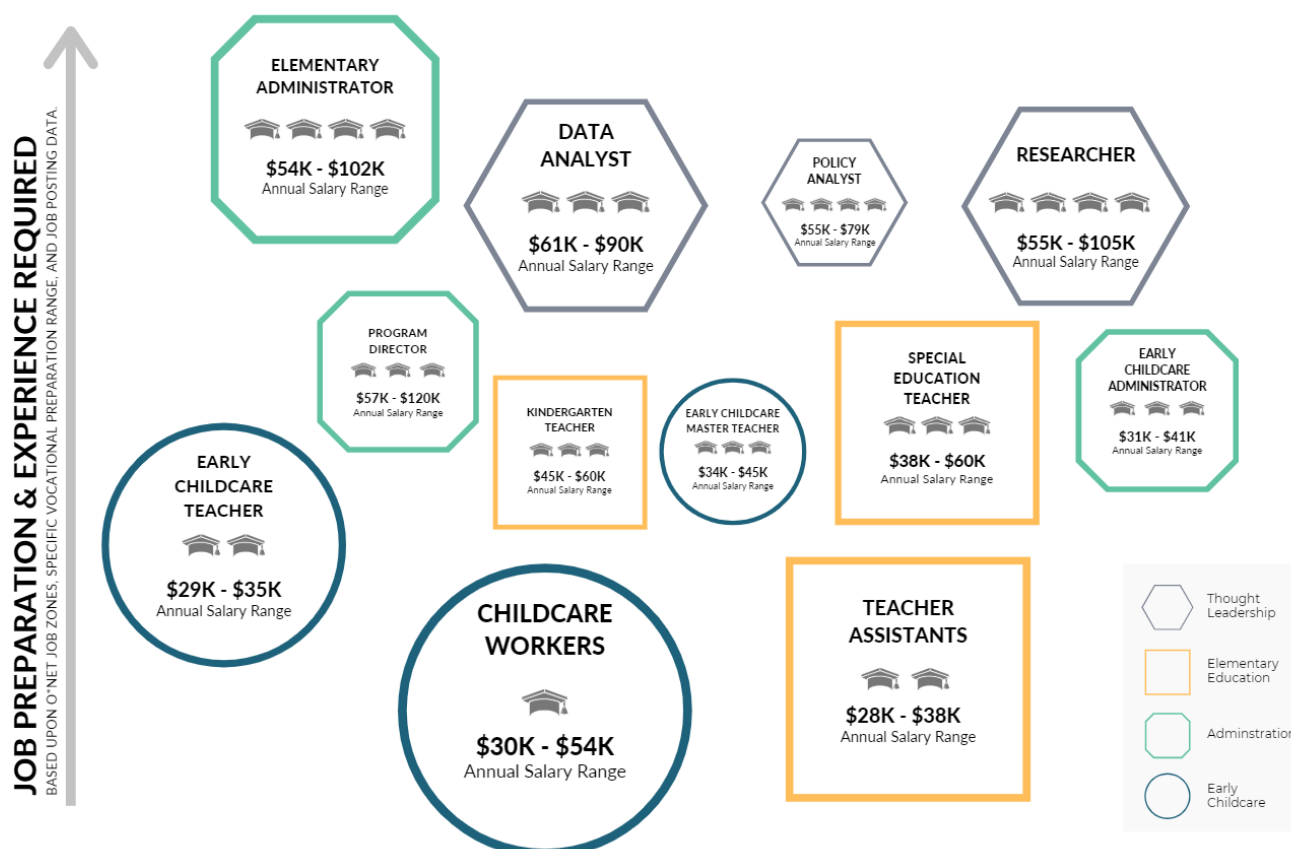 JOB PREPARATION & EXPERIENCE REQUIRED
BASED UPON O*NET JOB ZONES, SPECIFIC VOCATIONAL PREPARATION RANGE, AND JOB POSTING DATA.
ELEMENTARY
ADMINISTRATOR
$54K - $102K
Annual Salary Range
DATA
ANALYST
$61K - $90K
Annual Salary Range
POLICY
ANALYST
$55K - $79K
Annual Salary Range
RESEARCHER
$55K - $105K
Annual Salary Range
PROGRAM
DIRECTOR
$57K - $120K
Annual Salary Range
KINDERGARTEN
TEACHER
$45K - $60K
Annual Salary Range
EARLY CHILDCARE
MASTER TEACHER
$34K - $45K
Annual Salary Range
SPECIAL
EDUCATION
TEACHER
$38K - $60K
Annual Salary Range
EARLY
CHILDCARE
ADMINISTRATOR
$31K - $41K
Annual Salary Range
EARLY
CHILDCARE
TEACHER
$29K - $35K
Annual Salary Range
CHILDCARE
WORKERS
$30K - $54K
Annual Salary Range
TEACHER
ASSISTANTS
$28K - $38K
Annual Salary Range
Thought
Leadership
Elementary
Education
Adminstration
Early
Childcare